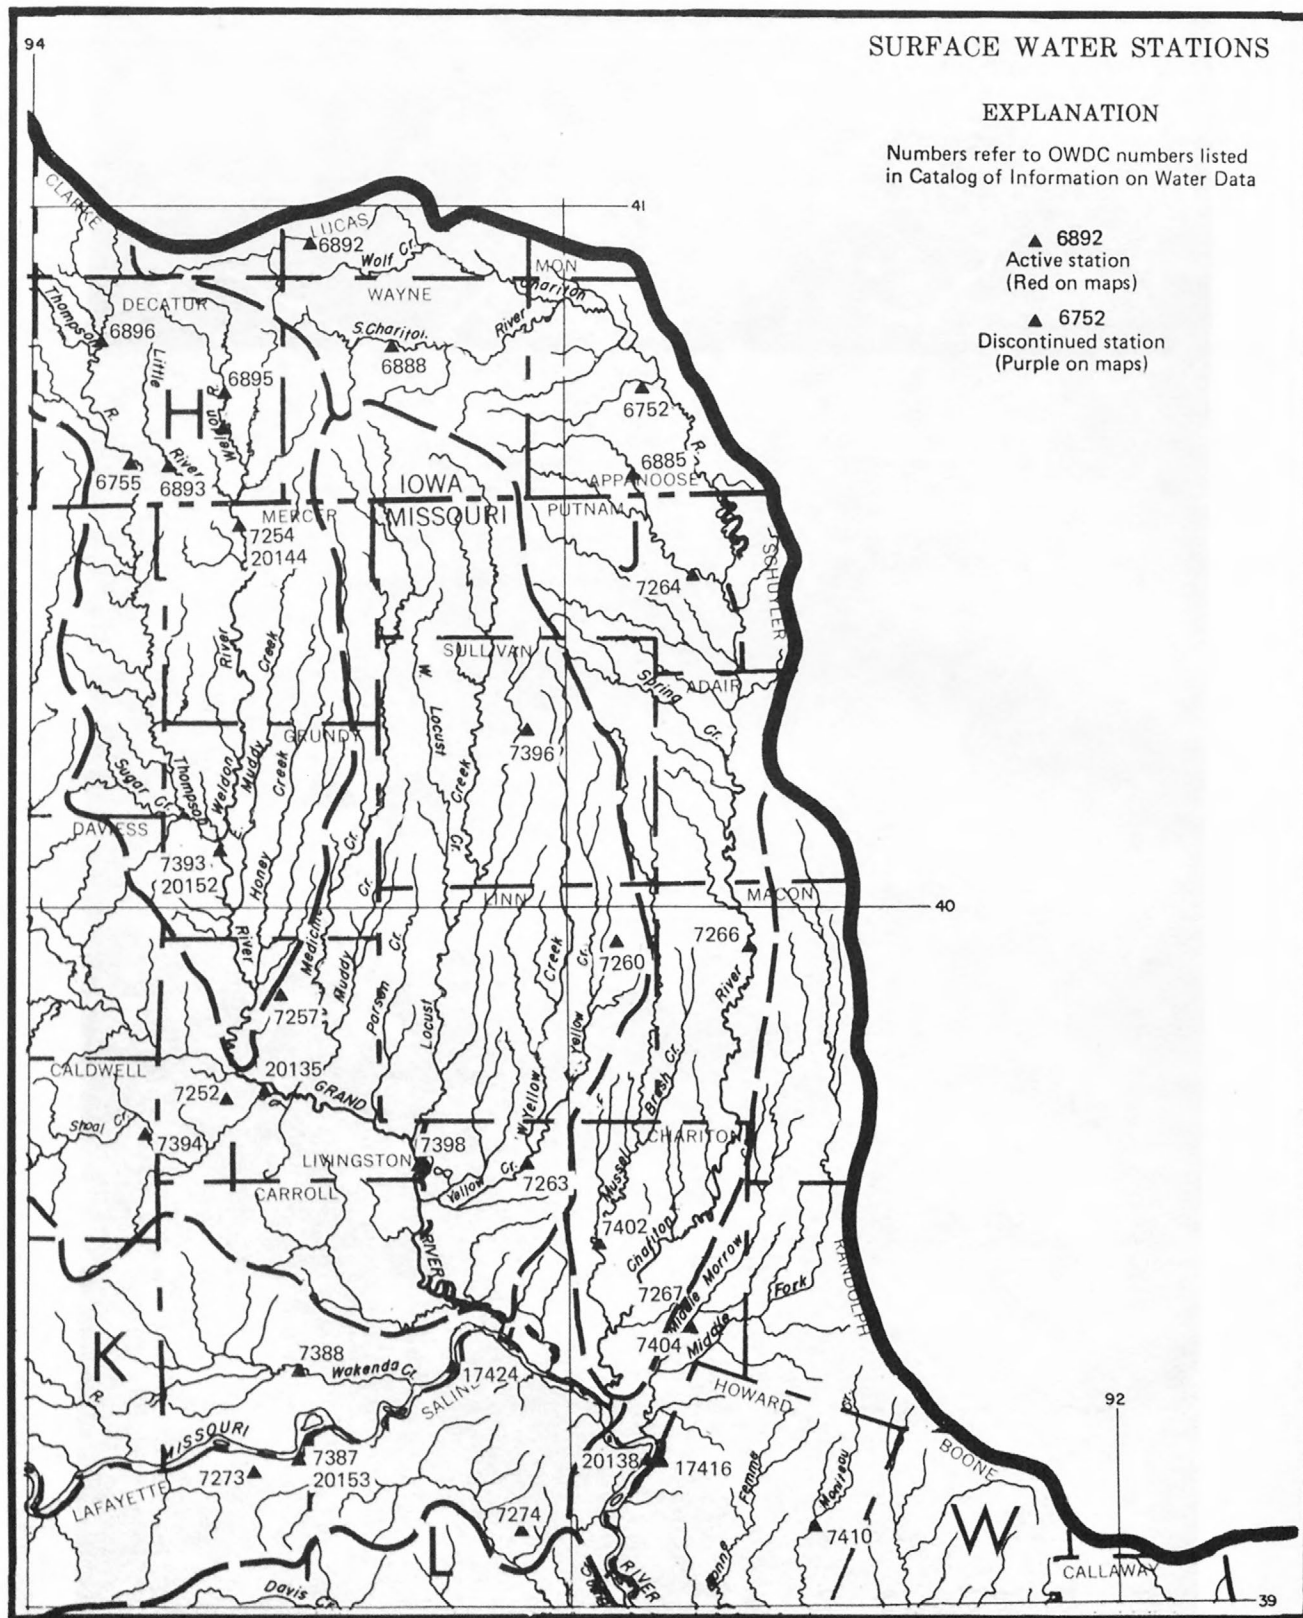 94
SURFACE WATER STATIONS
EXPLANATION
Numbers refer to OWDC numbers listed
in Catalog of Information on Water Data
▲ 6892
Active station
(Red on maps)
▲ 6752
Discontinued station
(Purple on maps)
CLARKE
41
LUCAS
6892
Wolf Cr.
MON
Chariton
DECATUR
WAYNE
Thompson
6896
S.Chariton
River
Little
6888
6895
H
R.
Weldon
6752
R.
R.
6755
River
6893
IOWA
6885
APPANOOSE
MERCER
MISSOURI
PUTNAM
7254
20144
J
SCHUYLER
7264
River
Creek
SULLIVAN
W.
Spring
ADAIR
GRUNDY
Locust
7396
Cr.
Sugar
Cr.
Thompson
Weldon
Muddy
Creek
Creek
DAVIESS
E.
Cr.
Cr.
7393
20152
Honey
Cr.
LINN
MACON
40
River
Medicine
Muddy
Cr.
Creek
Cr.
7260
7266
River
Parson
7257
Locust
Yellow
CALDWELL
20135
GRAND
7252
W.Yellow
Brush Cr.
Shoal Cr.
7394
7398
CHARITON
LIVINGSTON
CARROLL
Yellow
Cr.
7263
Mussel
7402
RIVER
Chariton
Morrow
RANDOLPH
7267
Middle
Fork
K
7404
Middle
7388
Wakenda Cr.
17424
SALINE
HOWARD
92
R.
MISSOURI
Cr.
BOONE
7387
20153
7273
20138
17416
LAFAYETTE
Femme
Moniteau
7274
7410
W
L
Bonne
CALLAWAY
RIVER
Davis Cr.
39